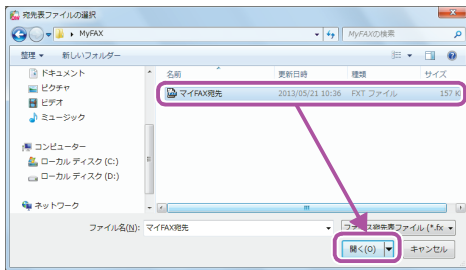 宛先表ファイルの選択
MyFAX
MyFAXの検索
整理 ▼ 新しいフォルダー
ドキュメント
ピクチャ
ビデオ
ミュージック
コンピューター
ローカル ディスク (C:)
ローカル ディスク (D:)
ネットワーク
名前 更新日時 種類 サイズ
マイFAX宛先 2013/05/21 10:36 FXT ファイル 157
ファイル名(N): マイFAX宛先
宛先表ファイル (*.fx
開く(O) キャンセル